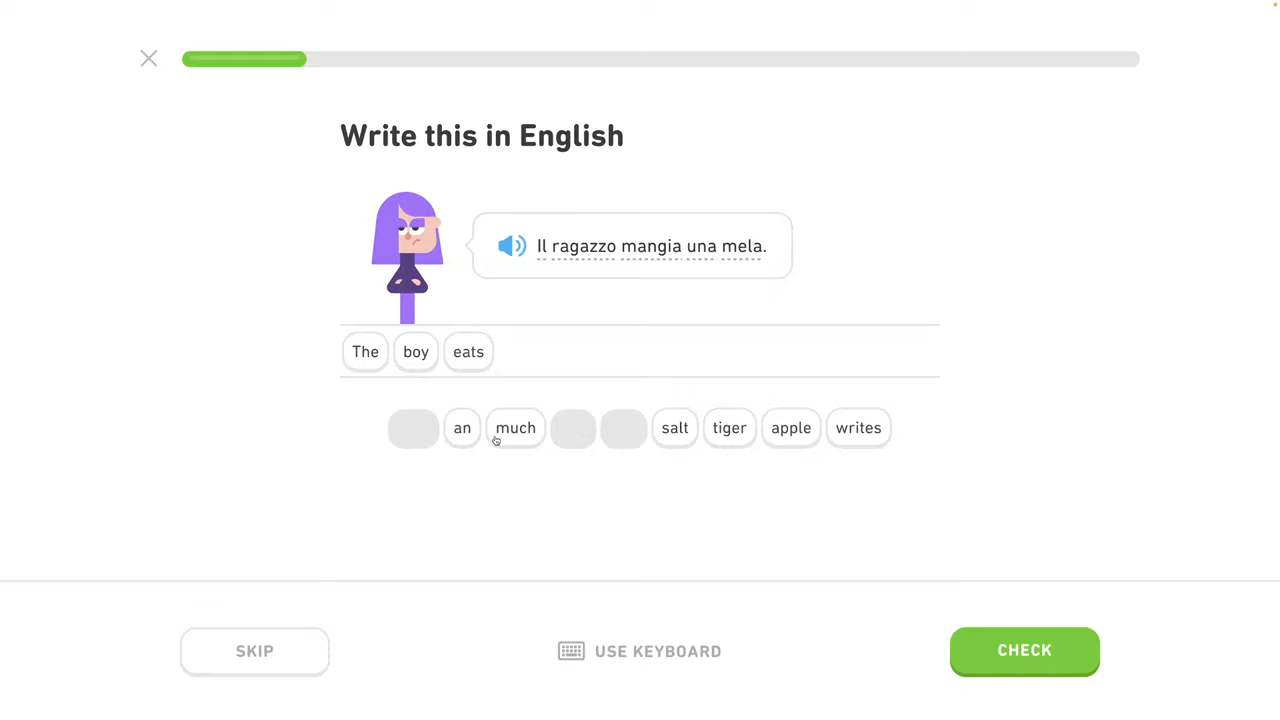 Write this in English
Il ragazzo mangia una mela.
The boy eats
an much salt tiger apple writes
SKIP USE KEYBOARD CHECK